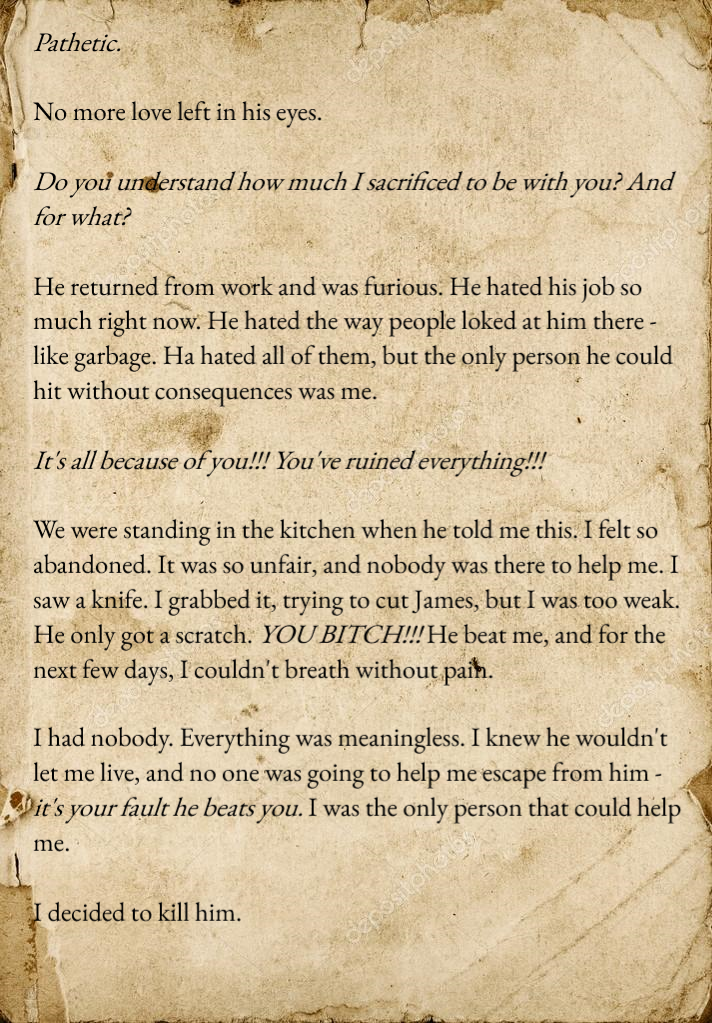 Pathetic.
No more love left in his eyes.
Do you understand how much I sacrificed to be with you? And
for what?
He returned from work and was furious. He hated his job so
much right now. He hated the way people loked at him there -
like garbage. Ha hated all of them, but the only person he could
hit without consequences was me.
It's all because of you!!! You've ruined everything!!!
We were standing in the kitchen when he told me this. I felt so
abandoned. It was so unfair, and nobody was there to help me. I
saw a knife. I grabbed it, trying to cut James, but I was too weak.
He only got a scratch. YOU BITCH!!! He beat me, and for the
next few days, I couldn't breath without pain.
I had nobody. Everything was meaningless. I knew he wouldn't
let me live, and no one was going to help me escape from him -
it's your fault he beats you. I was the only person that could help
me.
I decided to kill him.